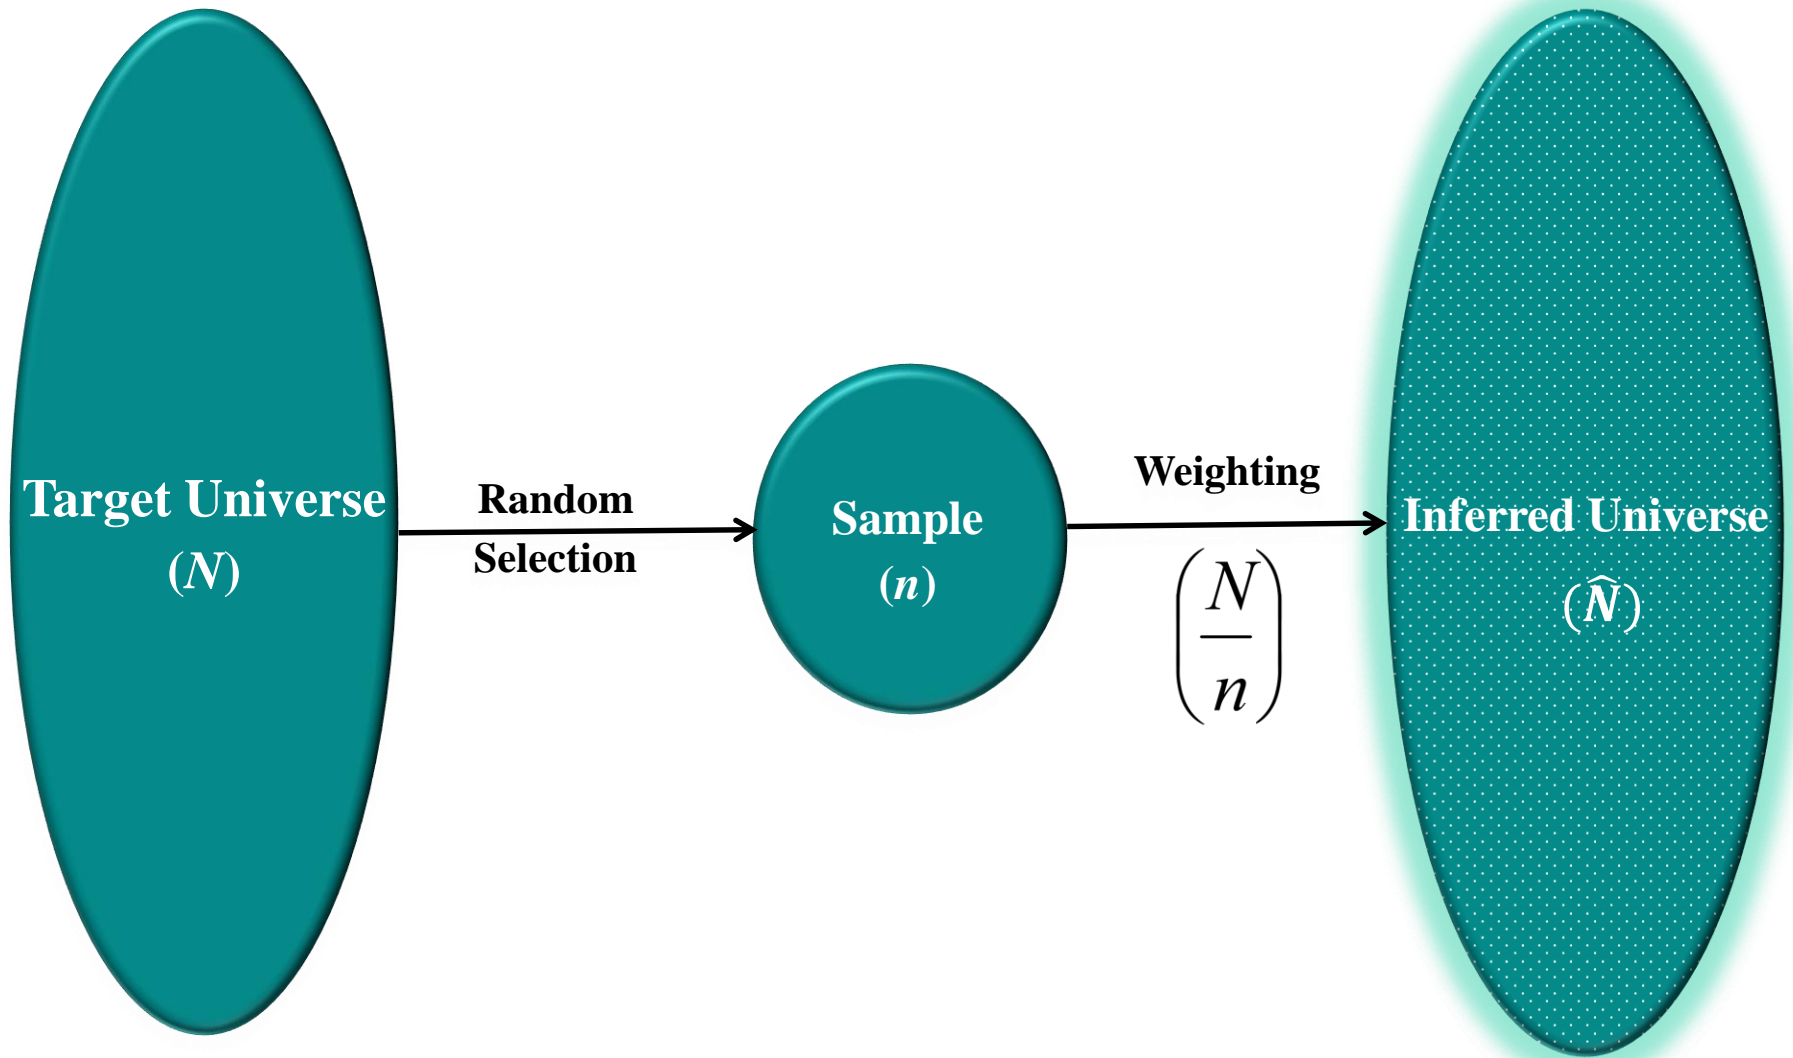 Target Universe
(N)
Random
Selection
Sample
(n)
Weighting
(N/n)
Inferred Universe
(N̂)